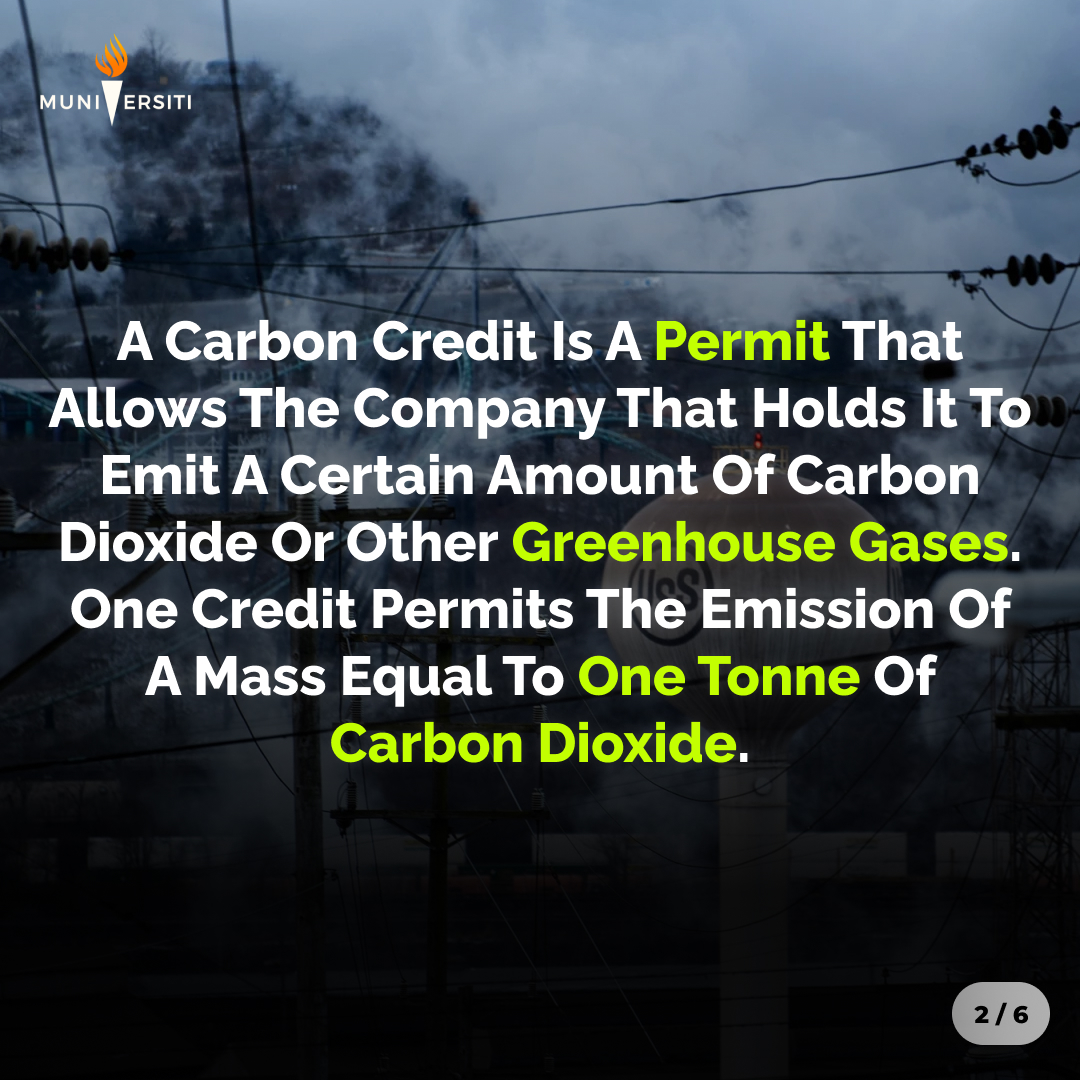 MUNIVERSITI
A Carbon Credit Is A Permit That
Allows The Company That Holds It To
Emit A Certain Amount Of Carbon
Dioxide Or Other Greenhouse Gases.
One Credit Permits The Emission Of
A Mass Equal To One Tonne Of
Carbon Dioxide.
USS
2 / 6